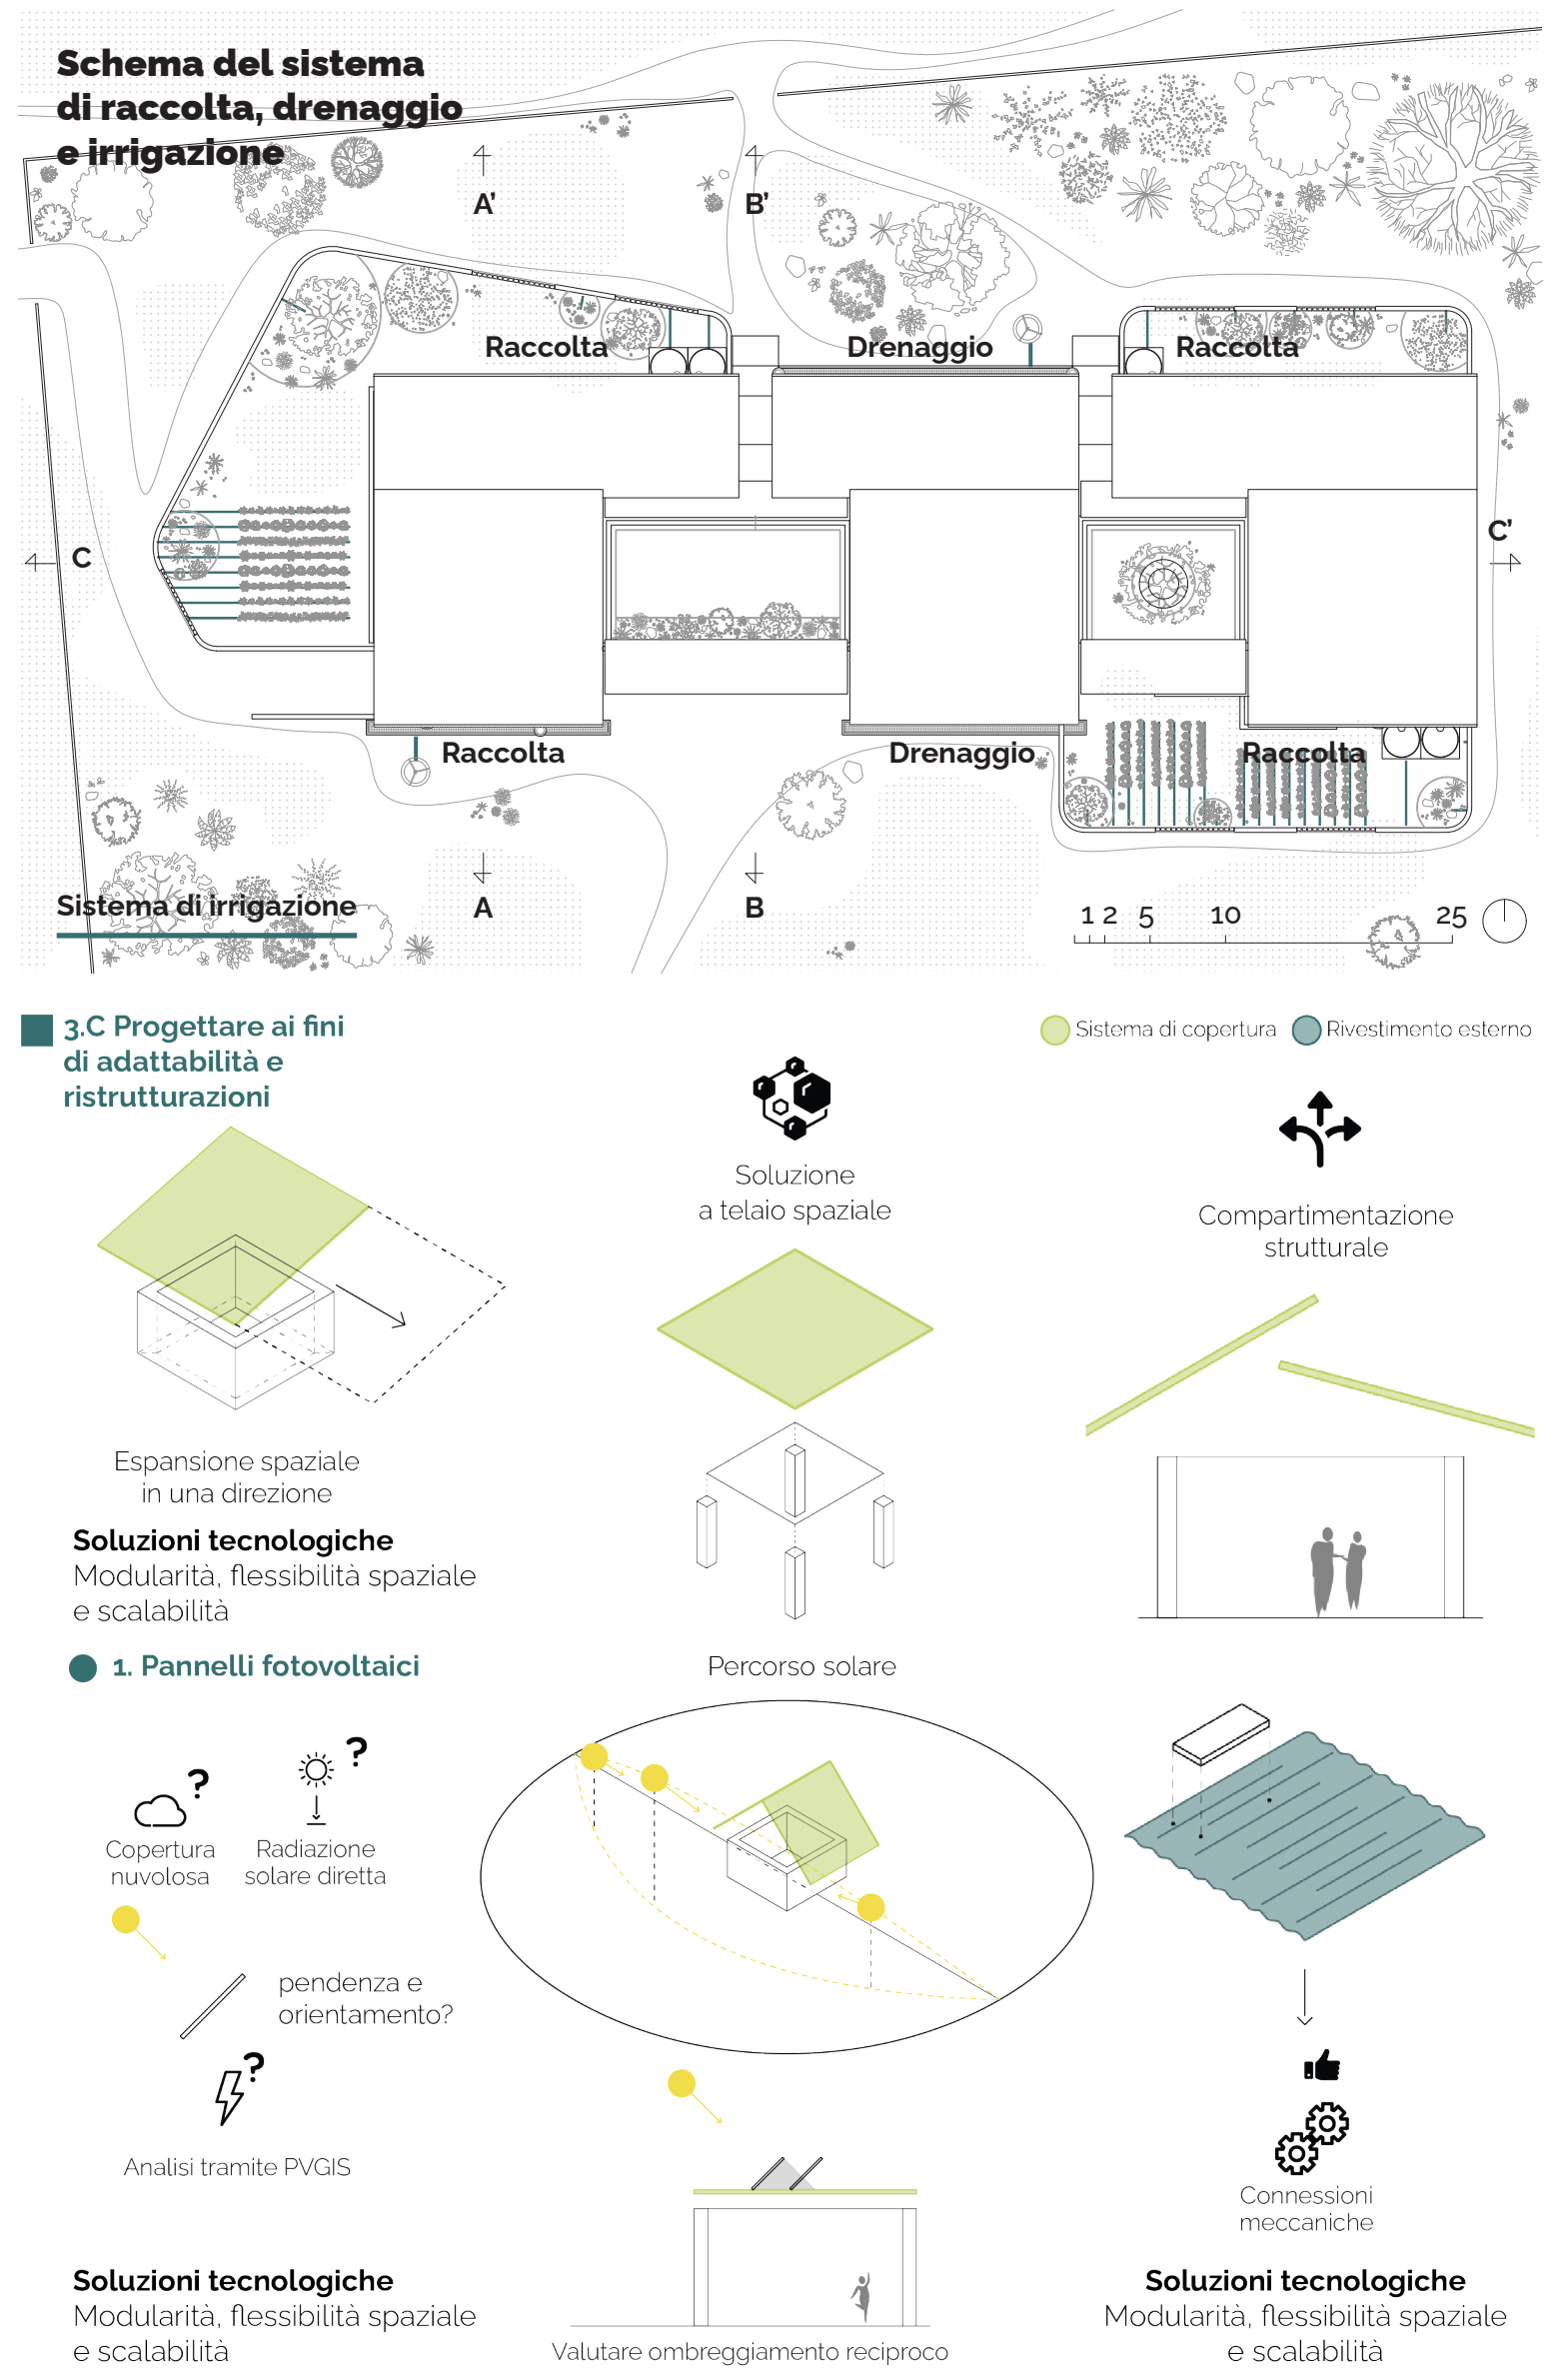 Schema del sistema
di raccolta, drenaggio
e irrigazione
A’
B’
Raccolta
Drenaggio
Raccolta
C
C’
Raccolta
Drenaggio
Raccolta
Sistema di irrigazione
A
B
1 2 5 10 25
3.C Progettare ai fini
di adattabilità e
ristrutturazioni
Sistema di copertura
Rivestimento esterno
Soluzione
a telaio spaziale
Compartimentazione
strutturale
Espansione spaziale
in una direzione
Soluzioni tecnologiche
Modularità, flessibilità spaziale
e scalabilità
1. Pannelli fotovoltaici
Percorso solare
?
?
Copertura
nuvolosa
Radiazione
solare diretta
pendenza e
orientamento?
?
Analisi tramite PVGIS
Connessioni
meccaniche
Soluzioni tecnologiche
Modularità, flessibilità spaziale
e scalabilità
Valutare ombreggiamento reciproco
Soluzioni tecnologiche
Modularità, flessibilità spaziale
e scalabilità